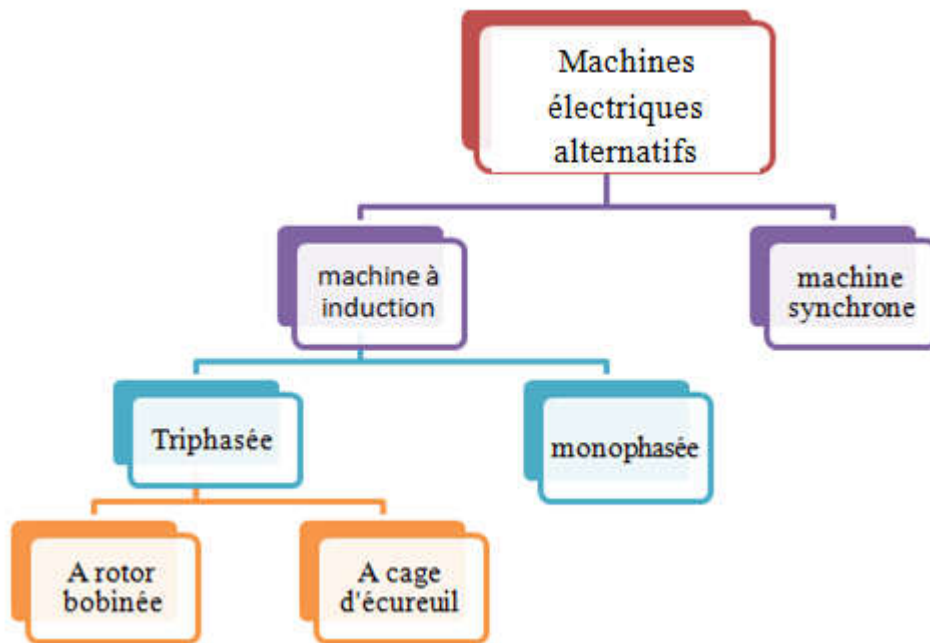 Machines
électriques
alternatifs
machine à
induction
machine
synchrone
Triphasée
monophasée
A rotor
bobinée
A cage
d'écureuil